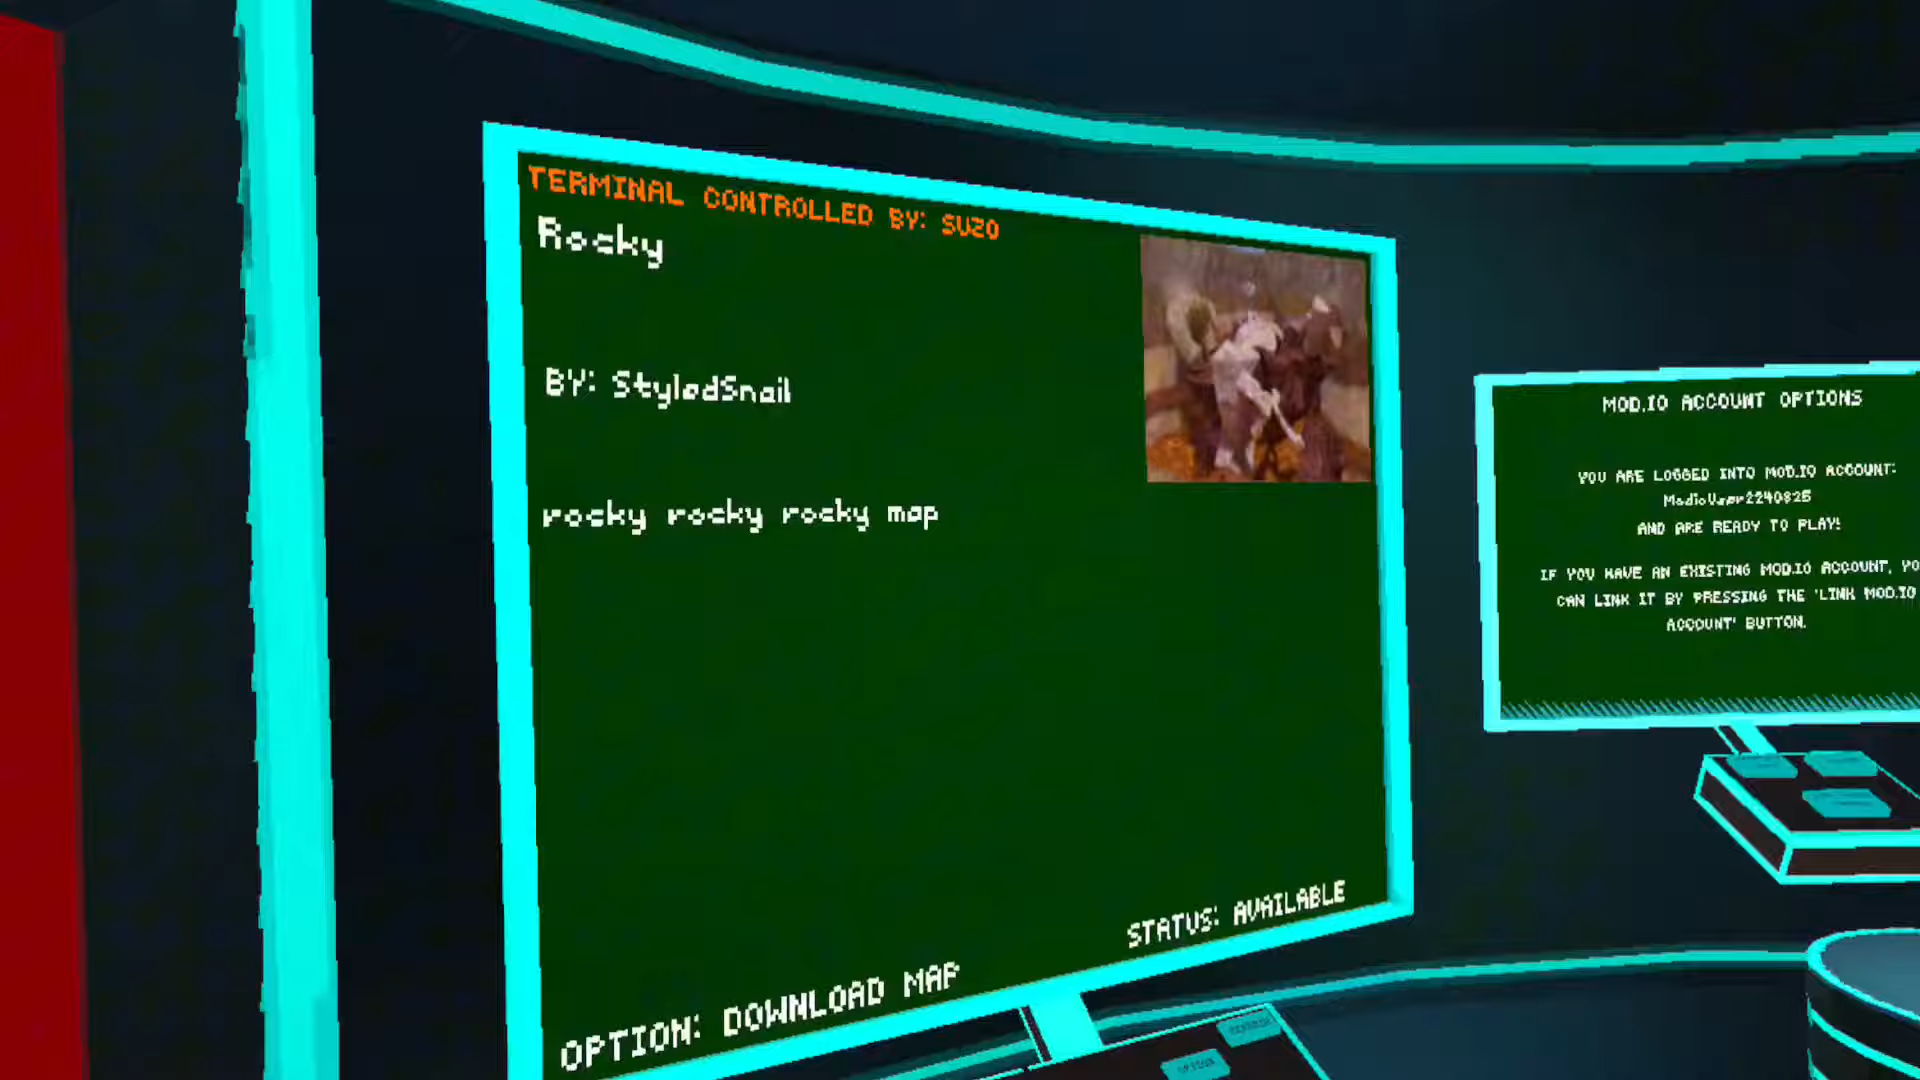 TERMINAL CONTROLLED BY: SUZO
Rocky
BY: StyledSnail
rocky rocky rocky map
STATUS: AVAILABLE
OPTION: DOWNLOAD MAP
MOD.IO ACCOUNT OPTIONS
YOU ARE LOGGED INTO MOD.IO ACCOUNT:
ModioUser2240825
AND ARE READY TO PLAY!
IF YOU HAVE AN EXISTING MOD.IO ACCOUNT, YO
CAN LINK IT BY PRESSING THE 'LINK MOD.IO
ACCOUNT' BUTTON.